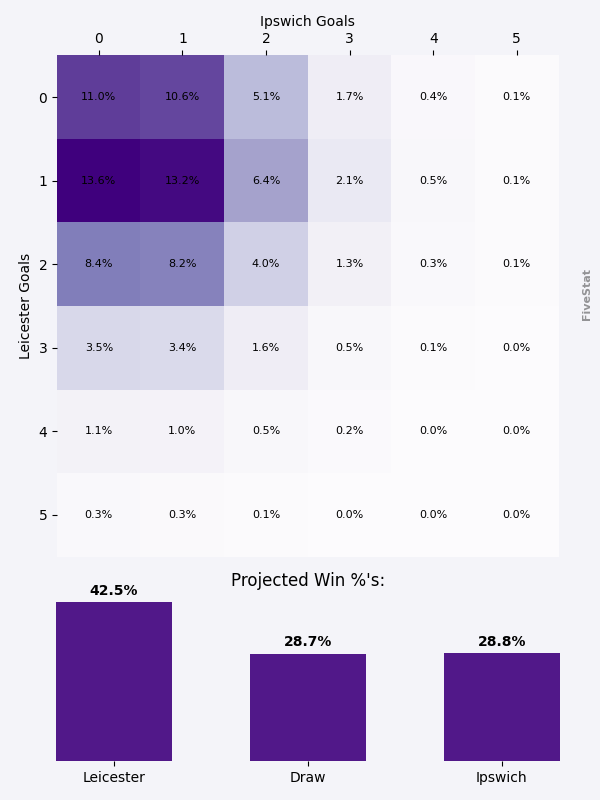 Ipswich Goals
0 1 2 3 4 5
0 11.0% 10.6% 5.1% 1.7% 0.4% 0.1%
1 13.6% 13.2% 6.4% 2.1% 0.5% 0.1%
2 8.4% 8.2% 4.0% 1.3% 0.3% 0.1%
3 3.5% 3.4% 1.6% 0.5% 0.1% 0.0%
4 1.1% 1.0% 0.5% 0.2% 0.0% 0.0%
5 0.3% 0.3% 0.1% 0.0% 0.0% 0.0%
Leicester Goals
FiveStat
Projected Win %'s:
42.5% 28.7% 28.8%
Leicester Draw Ipswich